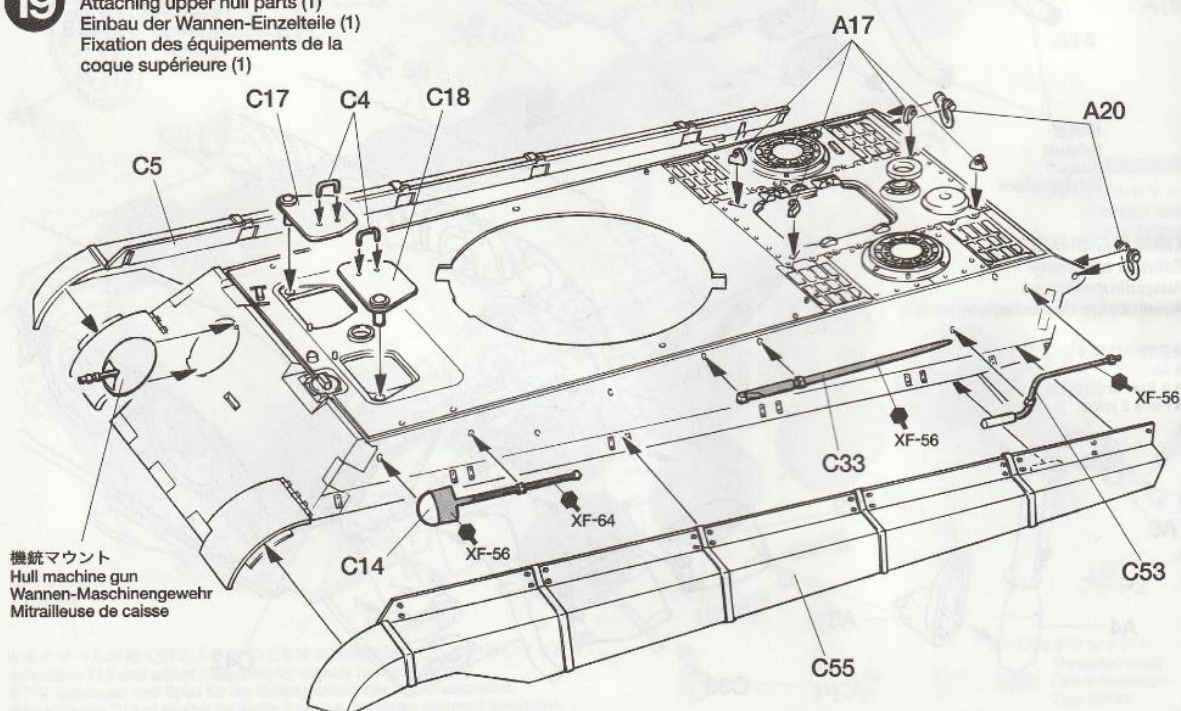 19
Attaching upper hull parts (1)
Einbau der Wannen-Einzelteile (1)
Fixation des équipements de la
coque supérieure (1)
A17
C17
C4
C18
A20
C5
XF-56
XF-56
C33
XF-64
XF-56
C14
C53
C55
機銃マウント
Hull machine gun
Wannen-Maschinengewehr
Mitrailleuse de caisse